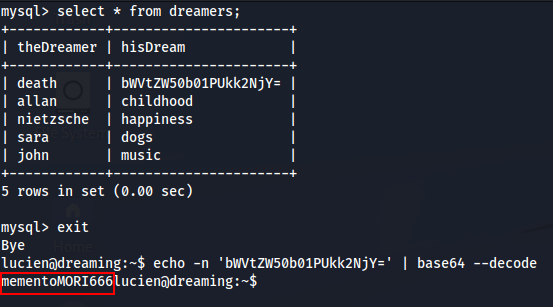 mysql> select * from dreamers;
+------------+----------------------+
| theDreamer | hisDream             |
+------------+----------------------+
| death      | bWVtZW50b01PUkk2NjY= |
| allan      | childhood            |
| nietzsche  | happiness            |
| sara       | dogs                 |
| john       | music                |
+------------+----------------------+
5 rows in set (0.00 sec)

mysql> exit
Bye
lucien@dreaming:~$ echo -n 'bWVtZW50b01PUkk2NjY=' | base64 --decode
mementoMORI666lucien@dreaming:~$